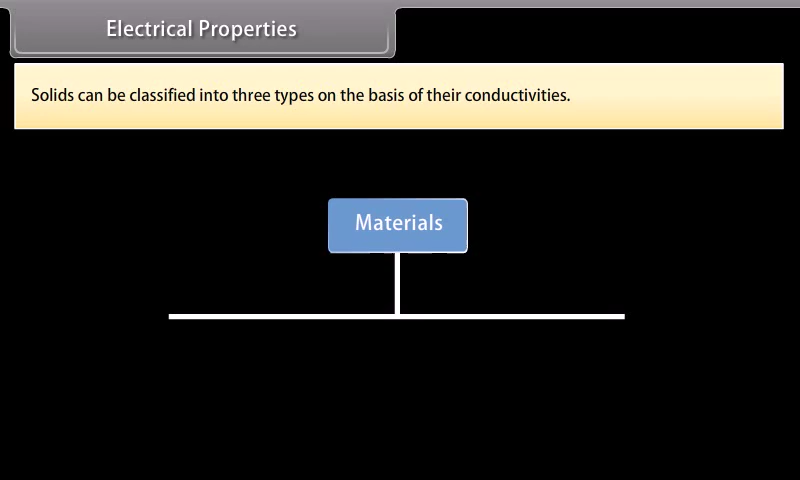 Electrical Properties
Solids can be classified into three types on the basis of their conductivities.
Materials